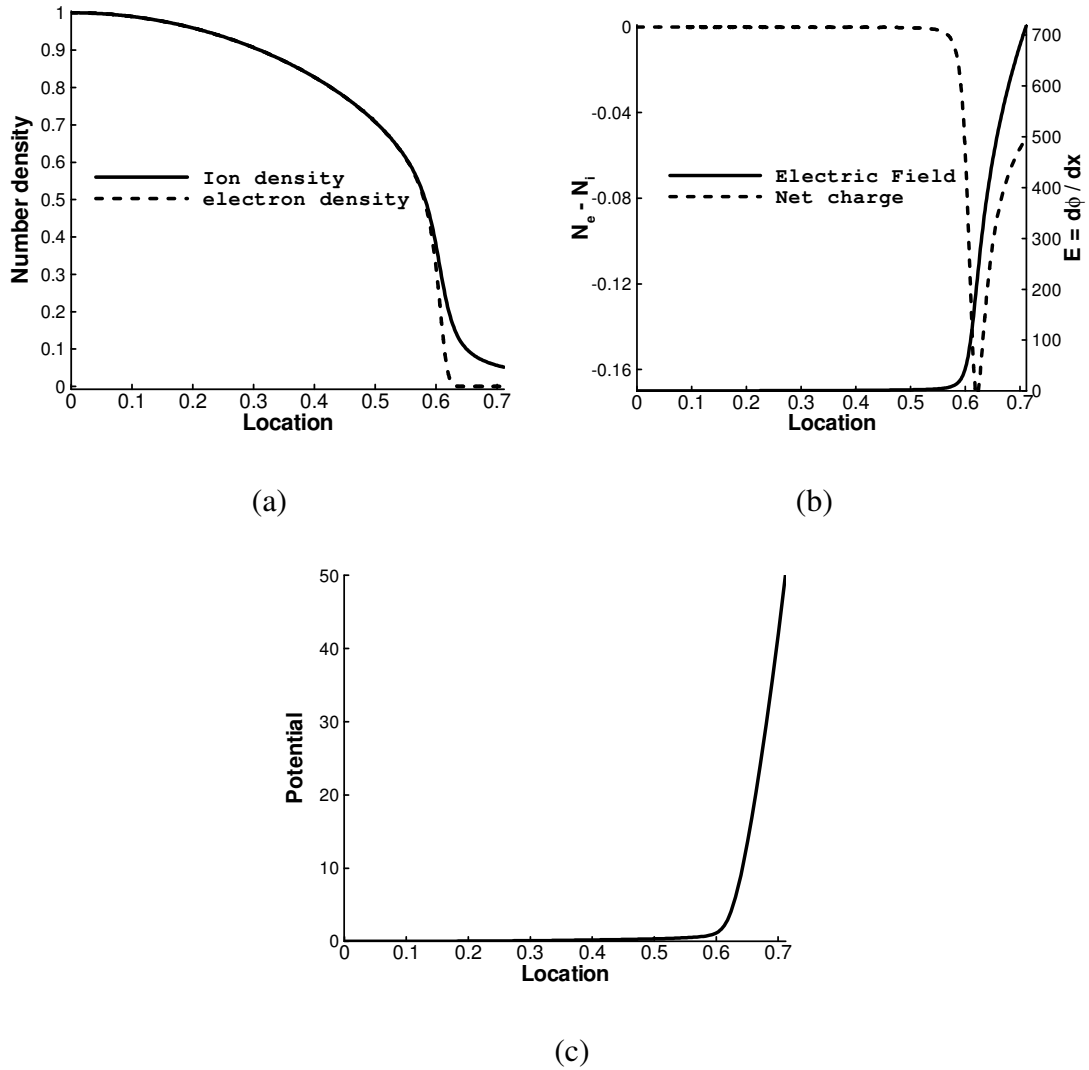 1
0.9
0.8
0.7
0.6
0.5
0.4
0.3
0.2
0.1
0
Number density
Ion density
electron density
0 0.1 0.2 0.3 0.4 0.5 0.6 0.7
Location
(a)
0
-0.04
-0.08
-0.12
-0.16
N_e - N_i
Electric Field
Net charge
700
600
500
400
300
200
100
0
E = dϕ / dx
0 0.1 0.2 0.3 0.4 0.5 0.6 0.7
Location
(b)
50
40
30
20
10
0
Potential
0 0.1 0.2 0.3 0.4 0.5 0.6 0.7
Location
(c)